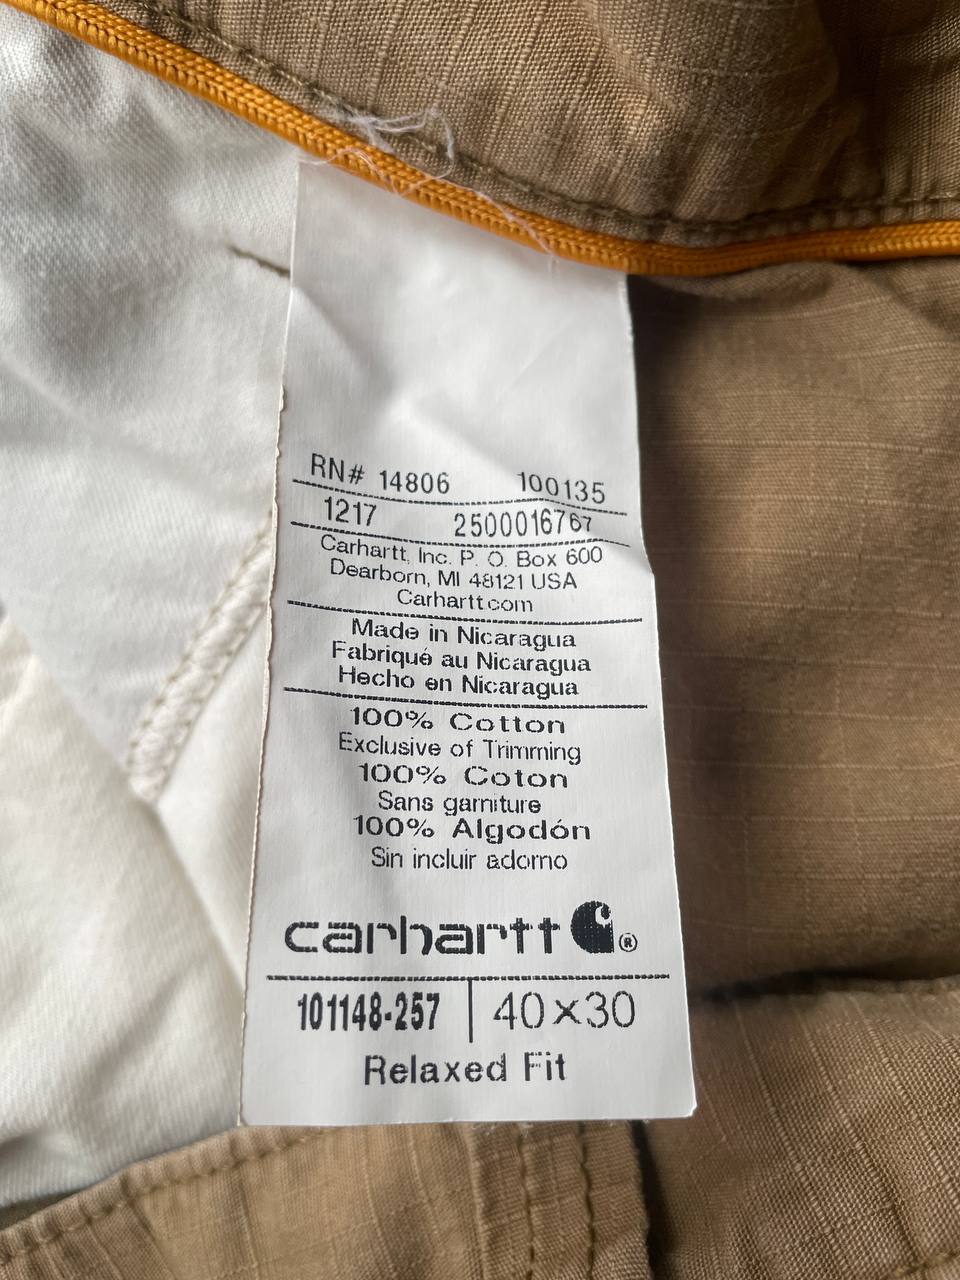 RN# 14806 100135
1217 2500016767
Carhartt, Inc. P. O. Box 600
Dearborn, MI 48121 USA
Carhartt.com
Made in Nicaragua
Fabriqué au Nicaragua
Hecho en Nicaragua
100% Cotton
Exclusive of Trimming
100% Coton
Sans garniture
100% Algodón
Sin incluir adorno
carhartt ®
101148-257 | 40×30
Relaxed Fit